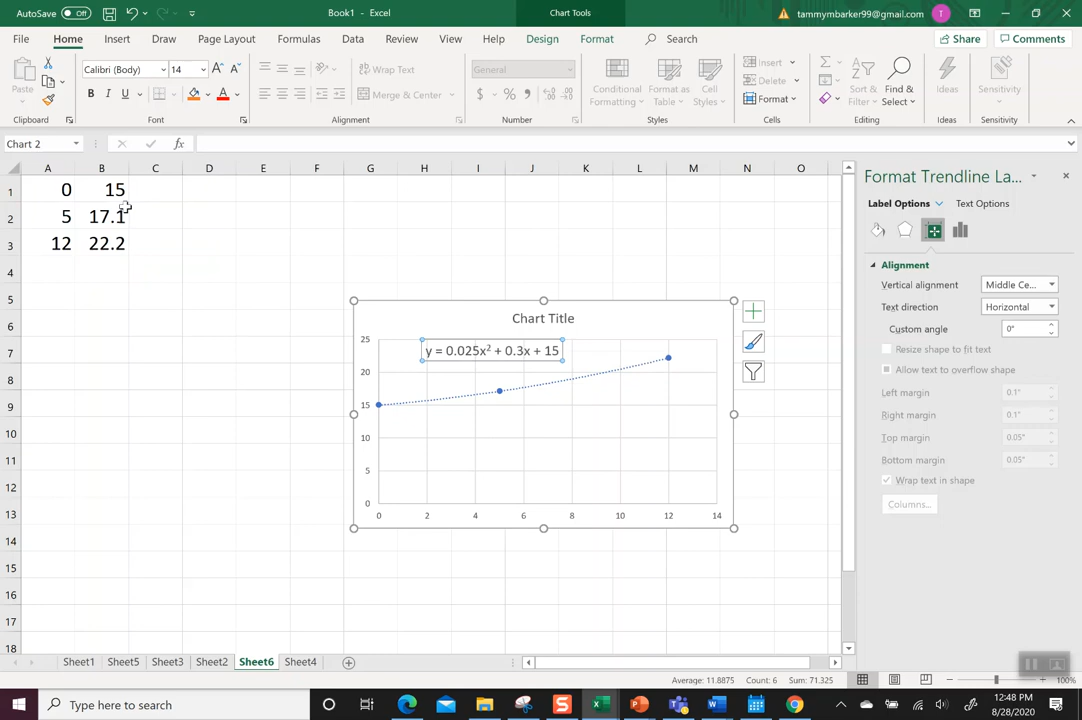 AutoSave Off Book1 - Excel Chart Tools tammymbarker99@gmail.com T
File Home Insert Draw Page Layout Formulas Data Review View Help Design Format Search Share Comments
Paste
Clipboard
Calibri (Body) 14
B I U
Font
Wrap Text
Merge & Center
Alignment
General
$ % ,
Number
Conditional Formatting
Format as Table
Cell Styles
Styles
Insert
Delete
Format
Cells
Sort & Filter
Find & Select
Editing
Ideas
Ideas
Sensitivity
Sensitivity
Chart 2 fx
A B C D E F G H I J K L M N O
1 0 15
2 5 17.1
3 12 22.2
4
5
6
7
8
9
10
11
12
13
14
15
16
17
18
Chart Title
y = 0.025x² + 0.3x + 15
25
20
15
10
5
0
0 2 4 6 8 10 12 14
Format Trendline La...
Label Options Text Options
Alignment
Vertical alignment Middle Ce...
Text direction Horizontal
Custom angle 0°
Resize shape to fit text
Allow text to overflow shape
Left margin 0.1"
Right margin 0.1"
Top margin 0.05"
Bottom margin 0.05"
Wrap text in shape
Columns...
Sheet1 Sheet5 Sheet3 Sheet2 Sheet6 Sheet4
Average: 11.8875 Count: 6 Sum: 71.325 100%
Type here to search
12:48 PM
8/28/2020